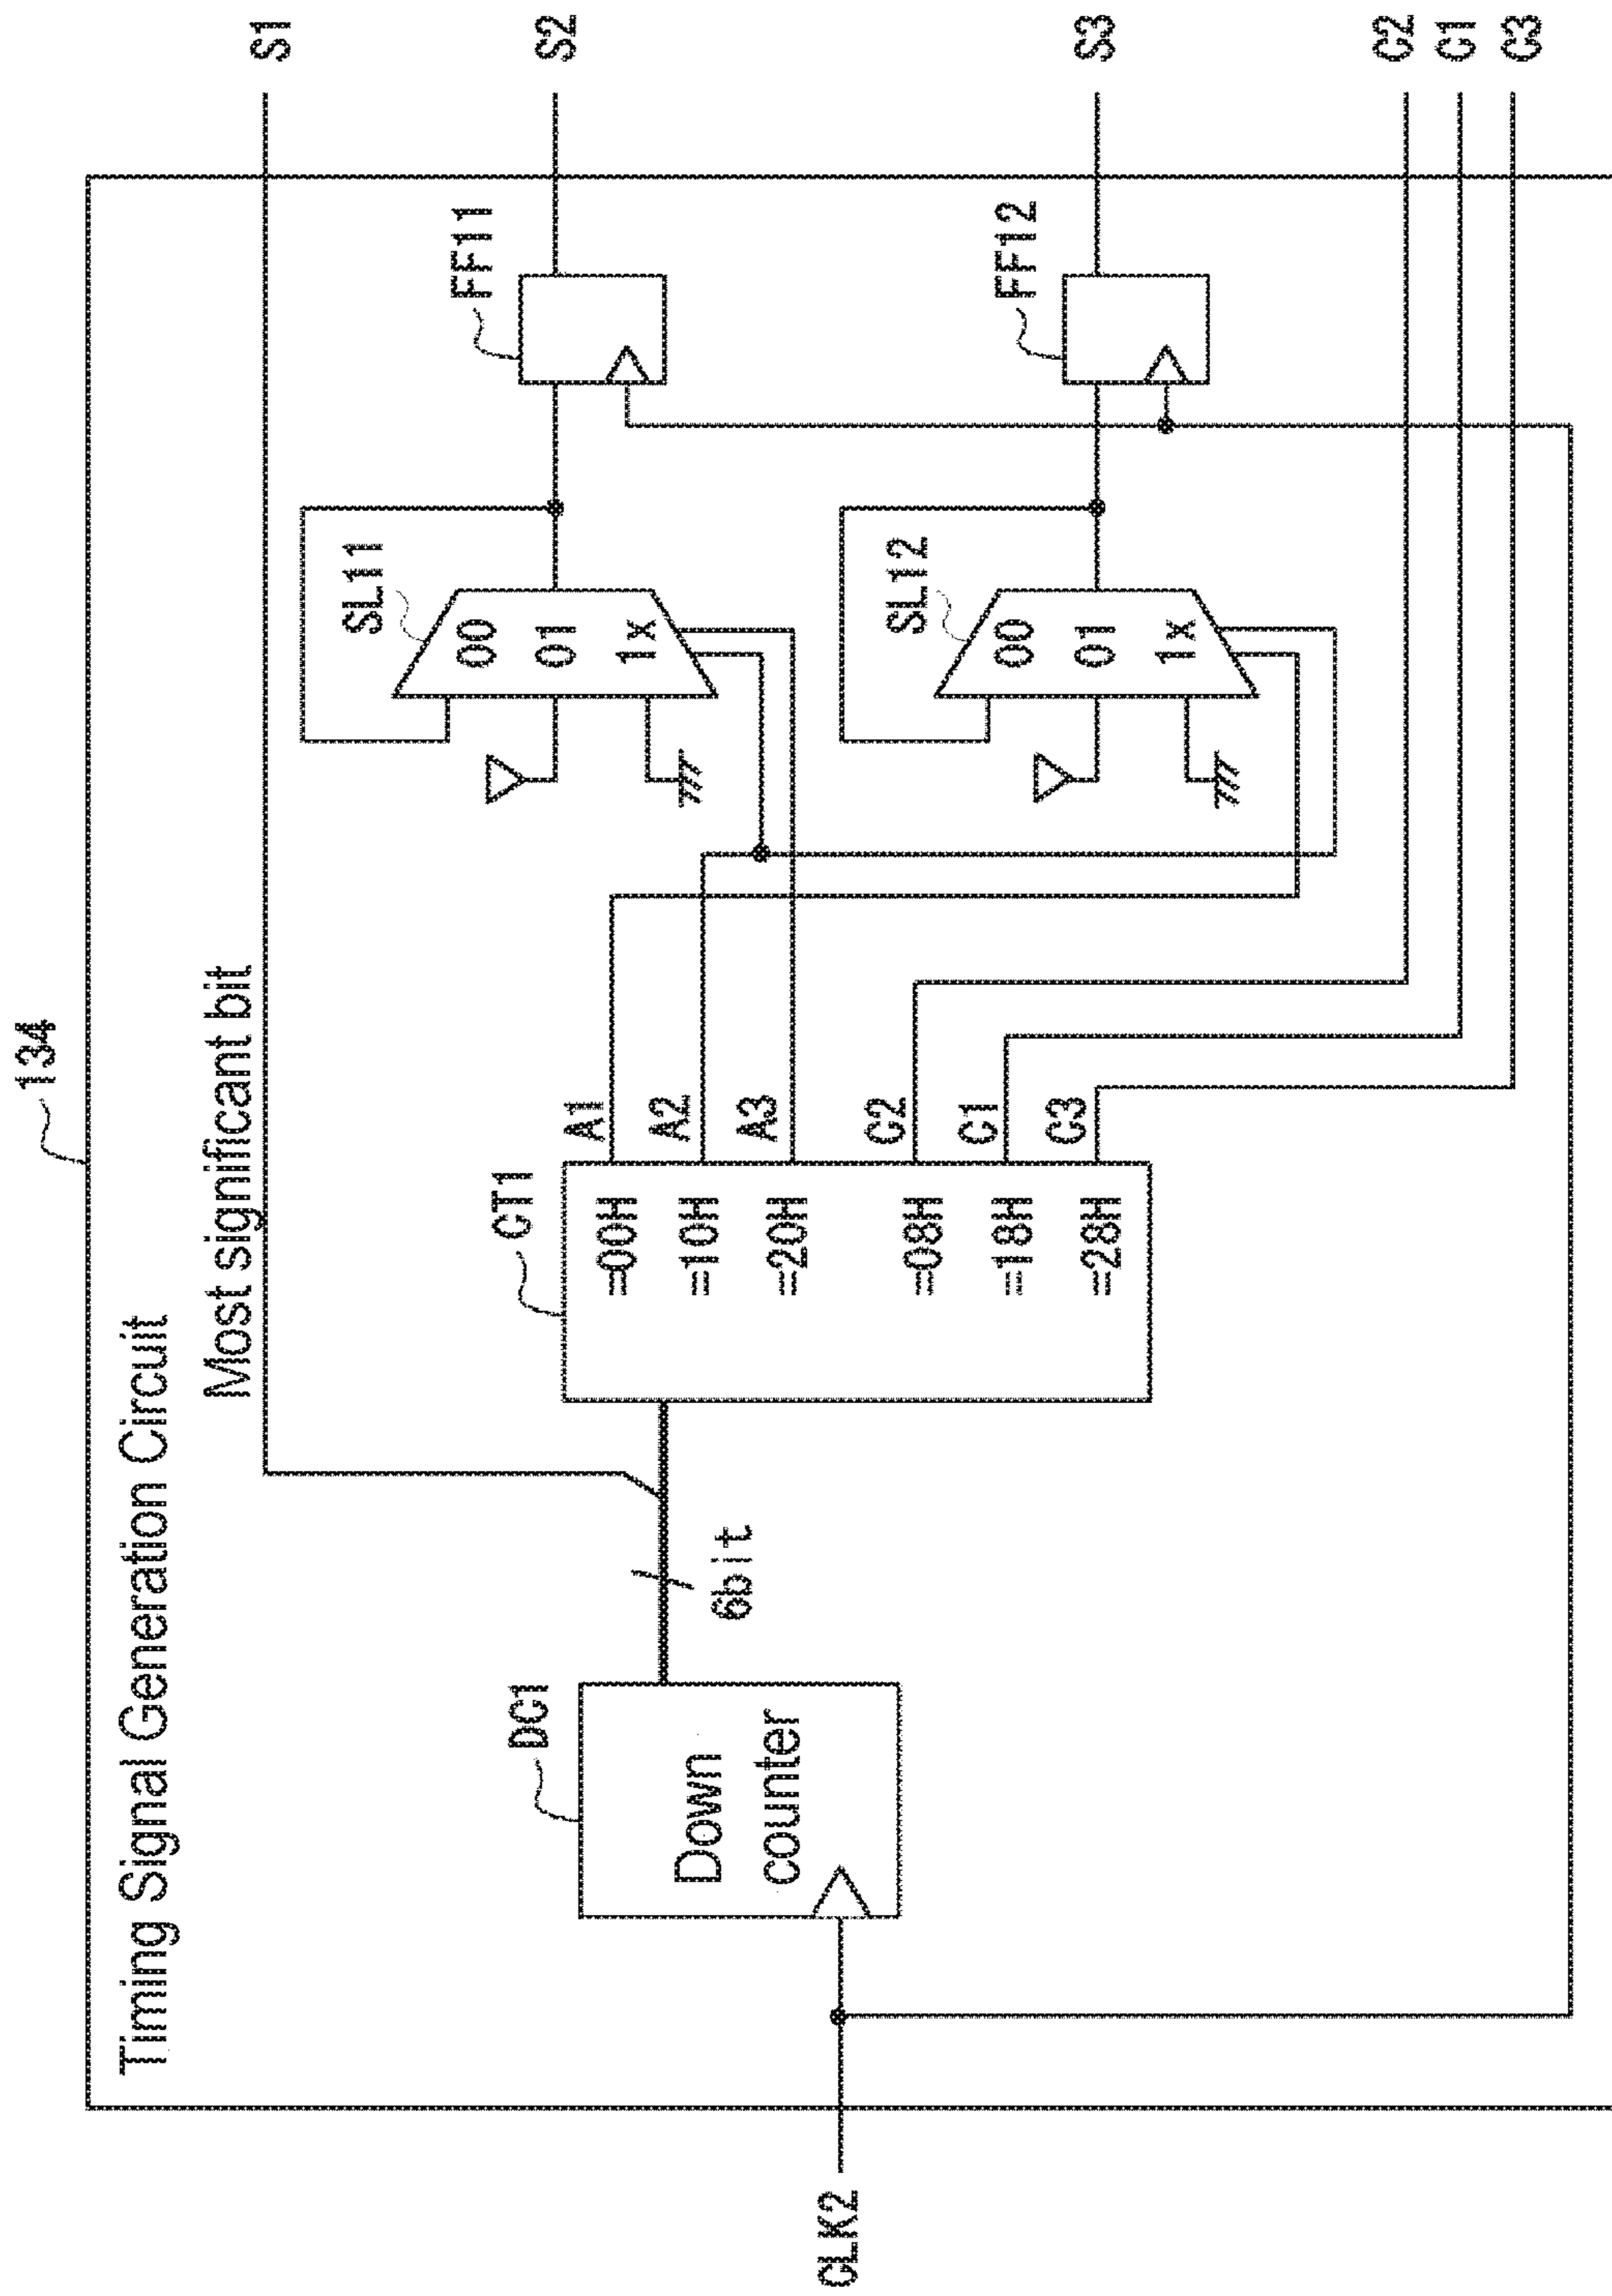 134
Timing Signal Generation Circuit
Most significant bit
S1
S2
S3
C2
C1
C3
CLK2
DC1
Down
counter
6bit
CT1
=00H
=10H
=20H
=08H
=18H
=28H
A1
A2
A3
C2
C1
C3
SL11
00
01
1x
FF11
SL12
00
01
1x
FF12